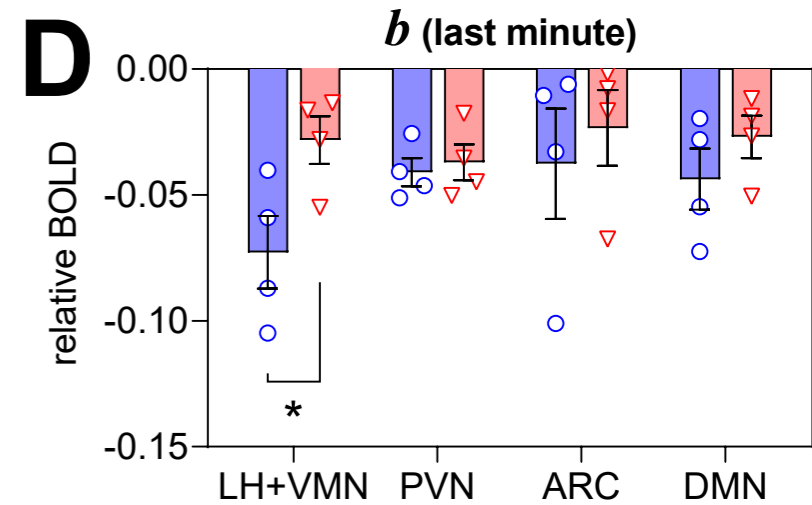 D
b (last minute)
relative BOLD
0.00
-0.05
-0.10
-0.15
*
LH+VMN PVN ARC DMN